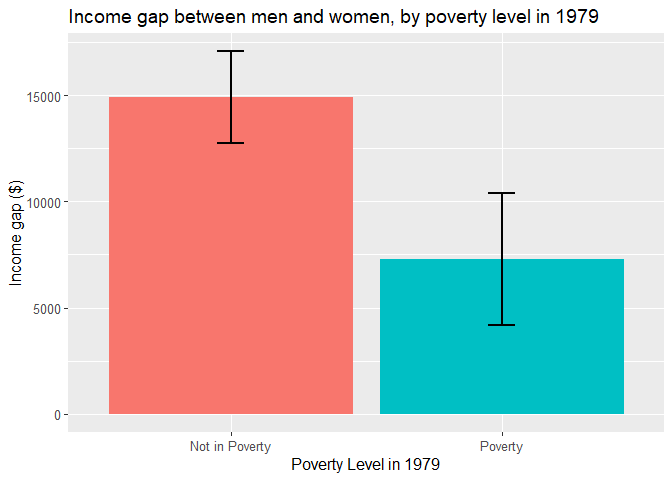 Income gap between men and women, by poverty level in 1979
Income gap ($)
15000
10000
5000
0
Not in Poverty
Poverty
Poverty Level in 1979